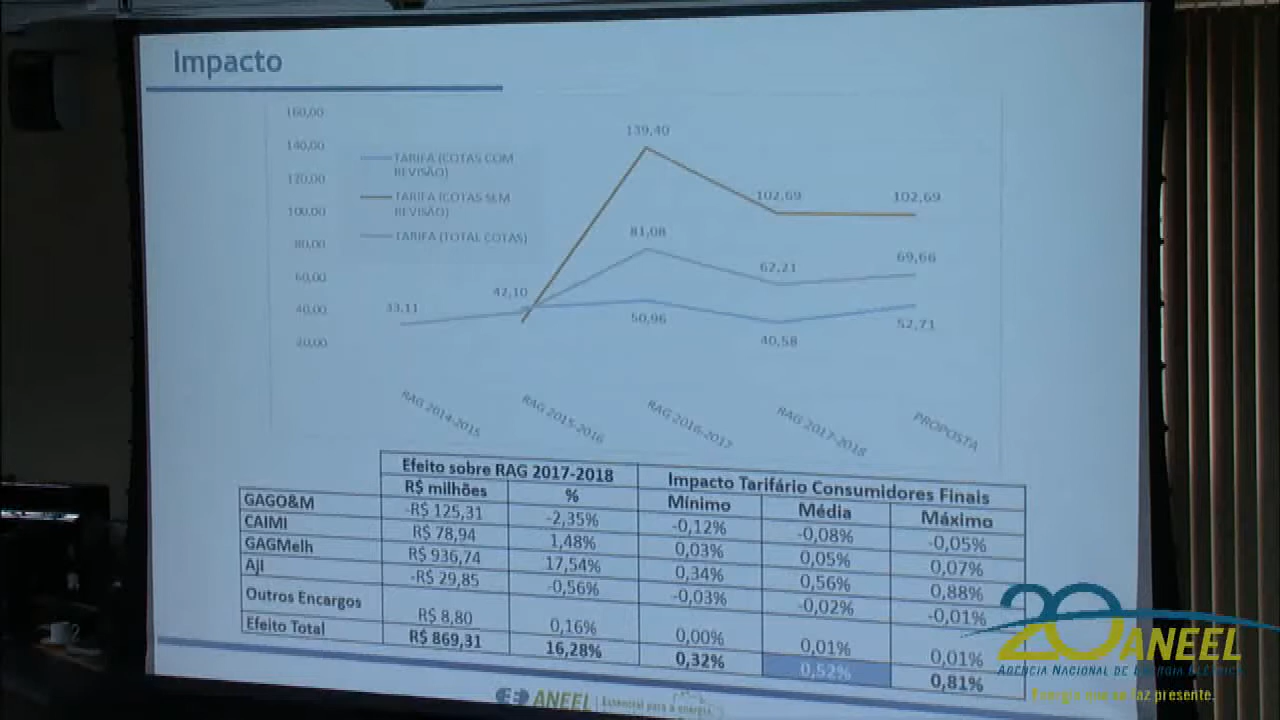 Impacto
160,00
140,00
120,00
100,00
80,00
60,00
40,00
20,00
TARIFA (COTAS COM
REVISÃO)
TARIFA (COTAS SEM
REVISÃO)
TARIFA (TOTAL COTAS)
139,40
102,69
102,69
81,08
62,21
69,66
33,11
42,10
50,96
40,58
52,71
RAG 2014-2015
RAG 2015-2016
RAG 2016-2017
RAG 2017-2018
PROPOSTA
Efeito sobre RAG 2017-2018 Impacto Tarifário Consumidores Finais
R$ milhões % Mínimo Média Máximo
GAGO&M -R$ 125,31 -2,35% -0,12% -0,08% -0,05%
CAIMI R$ 78,94 1,48% 0,03% 0,05% 0,07%
GAGMelh R$ 936,74 17,54% 0,34% 0,56% 0,88%
AjI -R$ 29,85 -0,56% -0,03% -0,02% -0,01%
Outros Encargos R$ 8,80 0,16% 0,00% 0,01% 0,01%
Efeito Total R$ 869,31 16,28% 0,32% 0,52% 0,81%
ANEEL Essencial para a energia
20 ANEEL
AGÊNCIA NACIONAL DE ENERGIA ELÉTRICA
Energia que se faz presente.